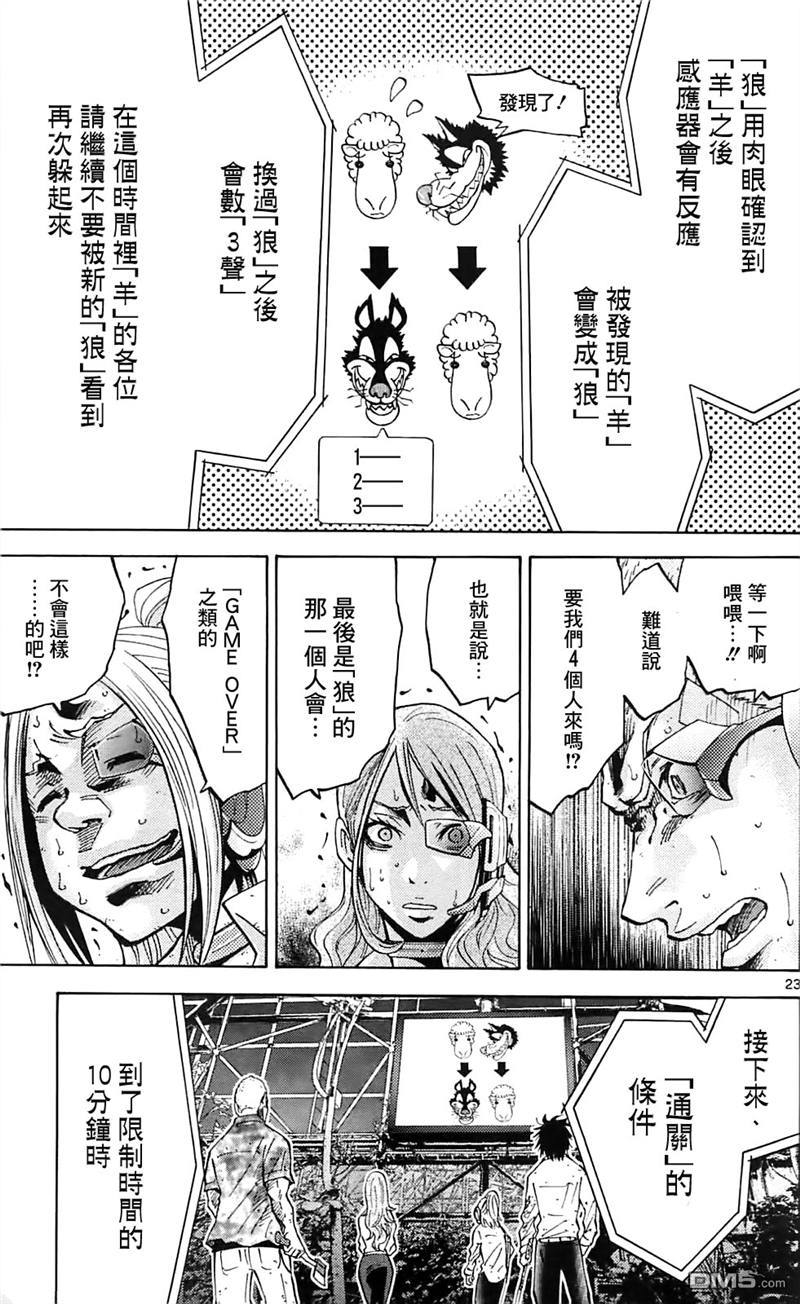 「狼」用肉眼確認到
「羊」之後
感應器會有反應
發現了!
被發現的「羊」
會變成「狼」
換過「狼」之後
會數「3聲」
1——
2——
3——
在這個時間裡「羊」的各位
請繼續不要被新的「狼」看到
再次躲起來
等一下啊
喂喂…!!
難道說
要我們4個人來嗎!?
也就是說…
最後是「狼」的
那一個人會…
「GAME OVER」
之類的
不會這樣
……的吧!?
23
接下來、
「通關」的
條件
到了限制時間的
10分鐘時
DM5.com